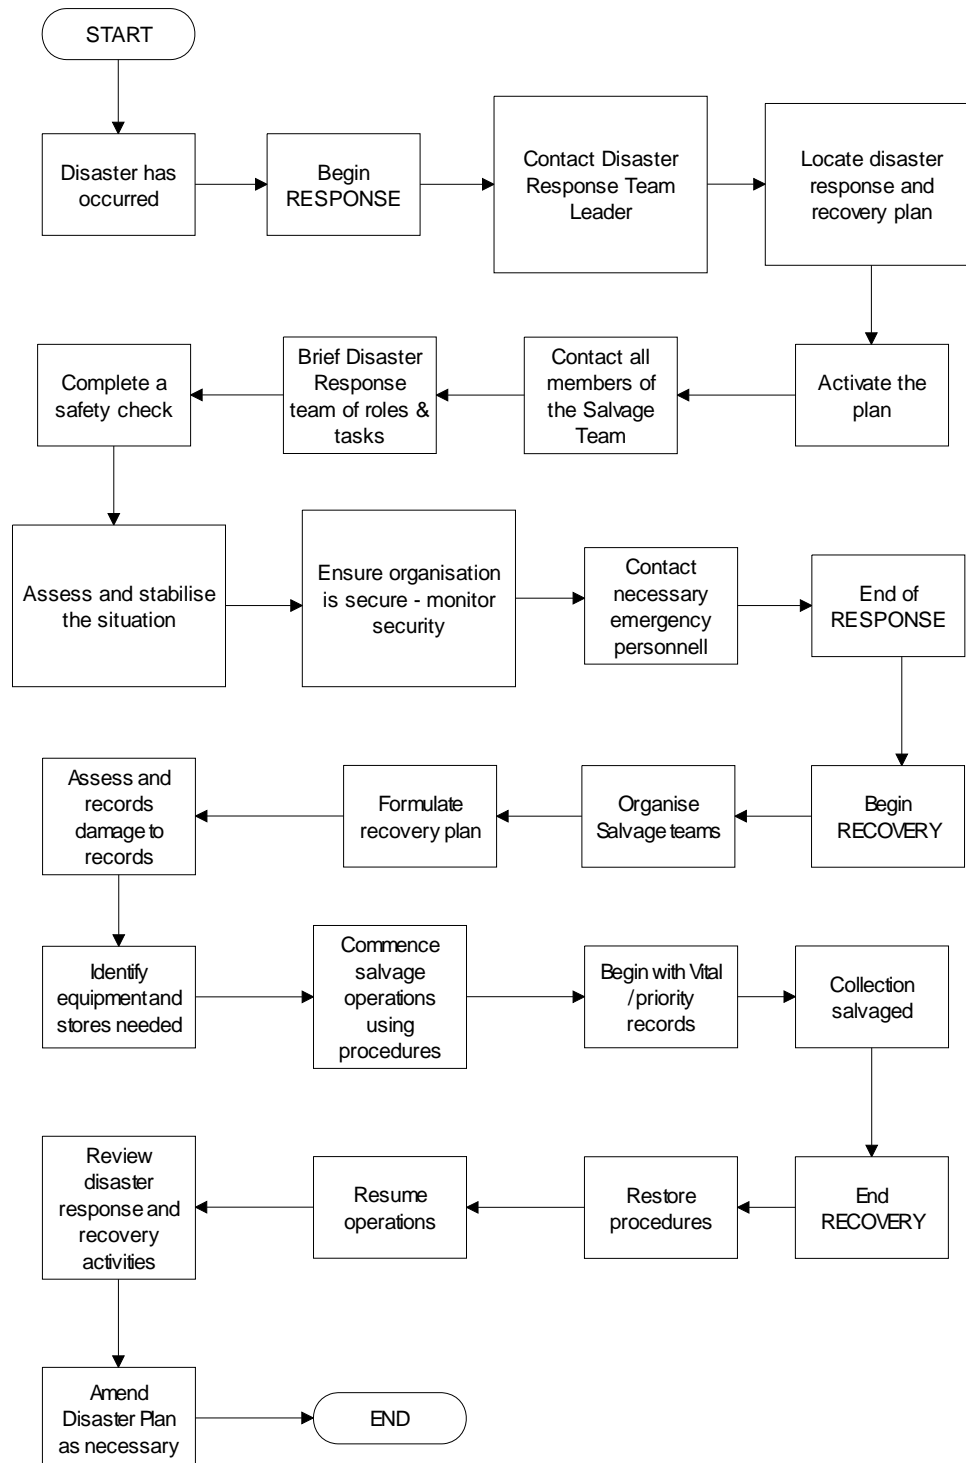 START
Disaster has
occurred
Begin
RESPONSE
Contact Disaster
Response Team
Leader
Locate disaster
response and
recovery plan
Activate the
plan
Contact all
members of
the Salvage
Team
Brief Disaster
Response
team of roles &
tasks
Complete a
safety check
Assess and stabilise
the situation
Ensure organisation
is secure - monitor
security
Contact
necessary
emergency
personnell
End of
RESPONSE
Begin
RECOVERY
Organise
Salvage teams
Formulate
recovery plan
Assess and
records
damage to
records
Identify
equipment and
stores needed
Commence
salvage
operations
using
procedures
Begin with Vital
/ priority
records
Collection
salvaged
End
RECOVERY
Restore
procedures
Resume
operations
Review
disaster
response and
recovery
activities
Amend
Disaster Plan
as necessary
END